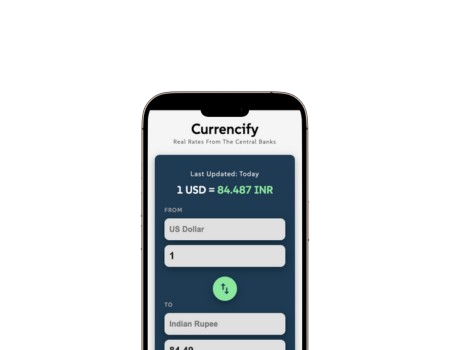 Currencify
Real Rates From The Central Banks
Last Updated: Today
1 USD = 84.487 INR
FROM
US Dollar
1
TO
Indian Rupee
84.49